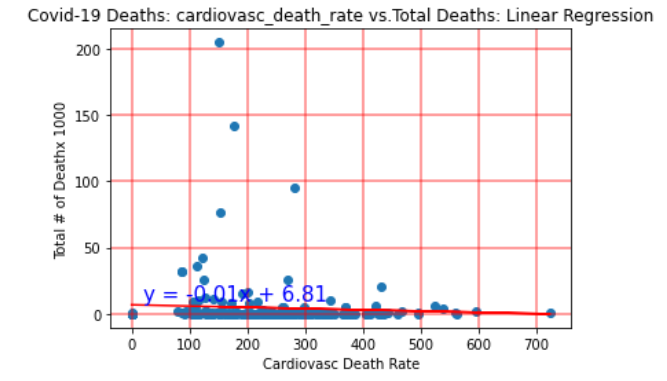 Covid-19 Deaths: cardiovasc_death_rate vs.Total Deaths: Linear Regression
200
150
100
50
0
Total # of Deathx 1000
y = -0.01x + 6.81
0 100 200 300 400 500 600 700
Cardiovasc Death Rate